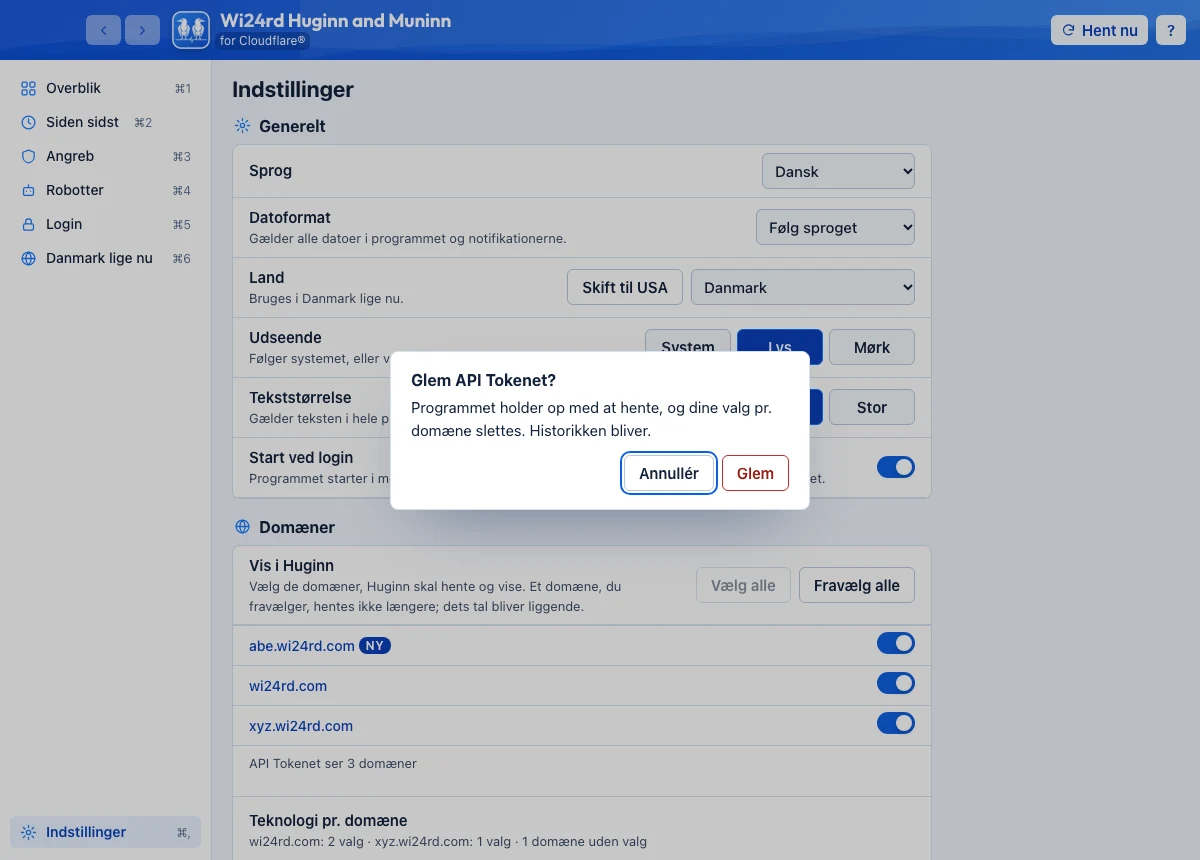 Wi24rd Huginn and Muninn
for Cloudflare®
Hent nu
?
Overblik ⌘1
Siden sidst ⌘2
Angreb ⌘3
Robotter ⌘4
Login ⌘5
Danmark lige nu ⌘6
Indstillinger ⌘,
Indstillinger
Generelt
Sprog
Dansk
Datoformat
Gælder alle datoer i programmet og notifikationerne.
Følg sproget
Land
Bruges i Danmark lige nu.
Skift til USA
Danmark
Udseende
Følger systemet, eller v
System
Lys
Mørk
Tekststørrelse
Gælder teksten i hele p
Stor
Start ved login
Programmet starter i m
et.
Glem API Tokenet?
Programmet holder op med at hente, og dine valg pr.
domæne slettes. Historikken bliver.
Annullér
Glem
Domæner
Vis i Huginn
Vælg de domæner, Huginn skal hente og vise. Et domæne, du
fravælger, hentes ikke længere; dets tal bliver liggende.
Vælg alle
Fravælg alle
abe.wi24rd.com NY
wi24rd.com
xyz.wi24rd.com
API Tokenet ser 3 domæner
Teknologi pr. domæne
wi24rd.com: 2 valg · xyz.wi24rd.com: 1 valg · 1 domæne uden valg